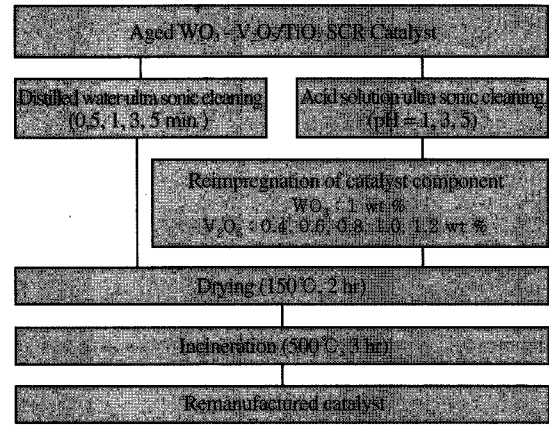 Aged WO₃ - V₂O₅/TiO₂ SCR Catalyst
Distilled water ultra sonic cleaning
(0.5, 1, 3, 5 min.)
Acid solution ultra sonic cleaning
(pH = 1, 3, 5)
Reimpregnation of catalyst component
WO₃ : 1 wt %
V₂O₅ : 0.4, 0.6, 0.8, 1.0, 1.2 wt %
Drying (150℃, 2 hr)
Incineration (500℃, 3 hr)
Remanufactured catalyst